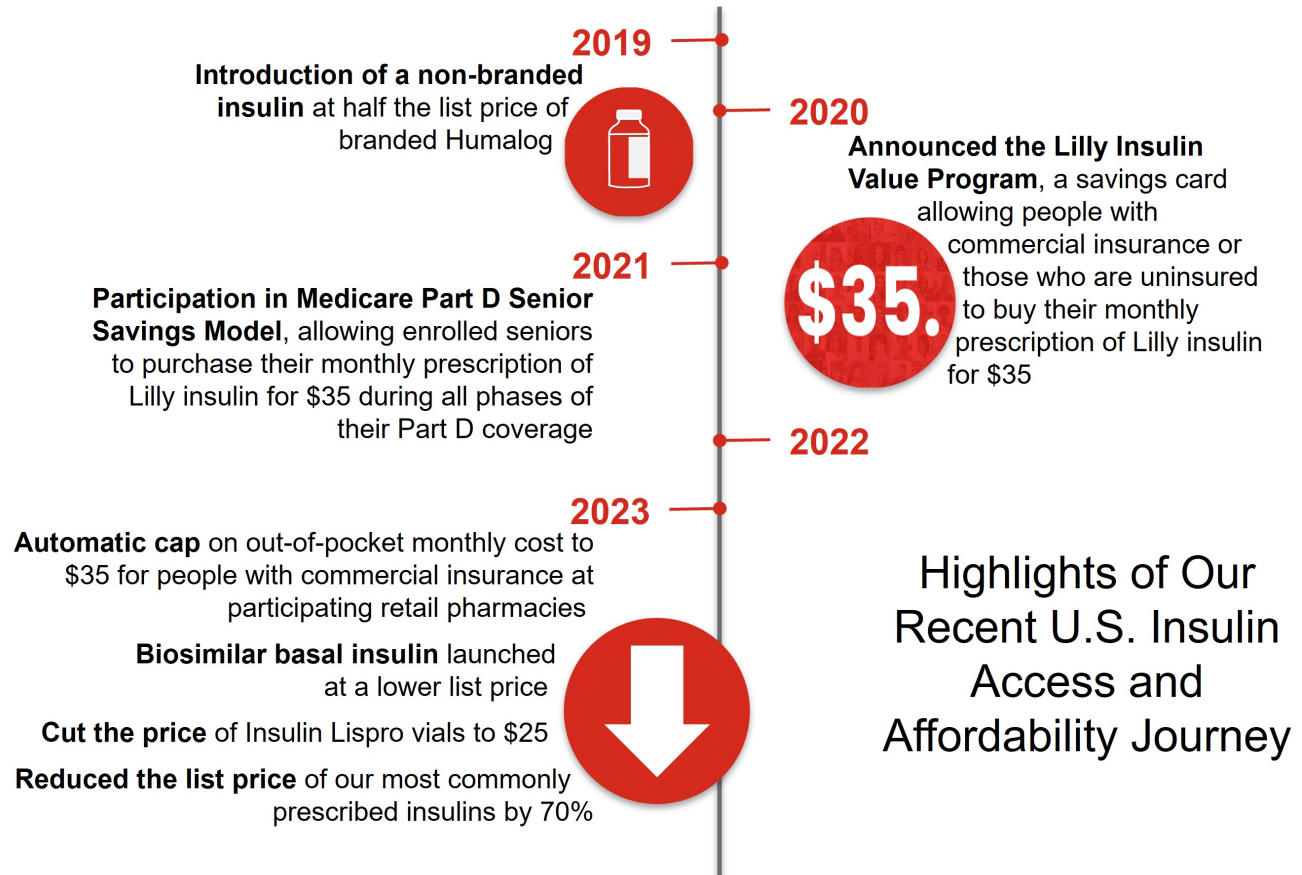 2019
Introduction of a non-branded
insulin at half the list price of
branded Humalog
2020
Announced the Lilly Insulin
Value Program, a savings card
allowing people with
commercial insurance or
those who are uninsured
to buy their monthly
prescription of Lilly insulin
for $35
$35.
2021
Participation in Medicare Part D Senior
Savings Model, allowing enrolled seniors
to purchase their monthly prescription of
Lilly insulin for $35 during all phases of
their Part D coverage
2022
2023
Automatic cap on out-of-pocket monthly cost to
$35 for people with commercial insurance at
participating retail pharmacies
Biosimilar basal insulin launched
at a lower list price
Cut the price of Insulin Lispro vials to $25
Reduced the list price of our most commonly
prescribed insulins by 70%
Highlights of Our
Recent U.S. Insulin
Access and
Affordability Journey